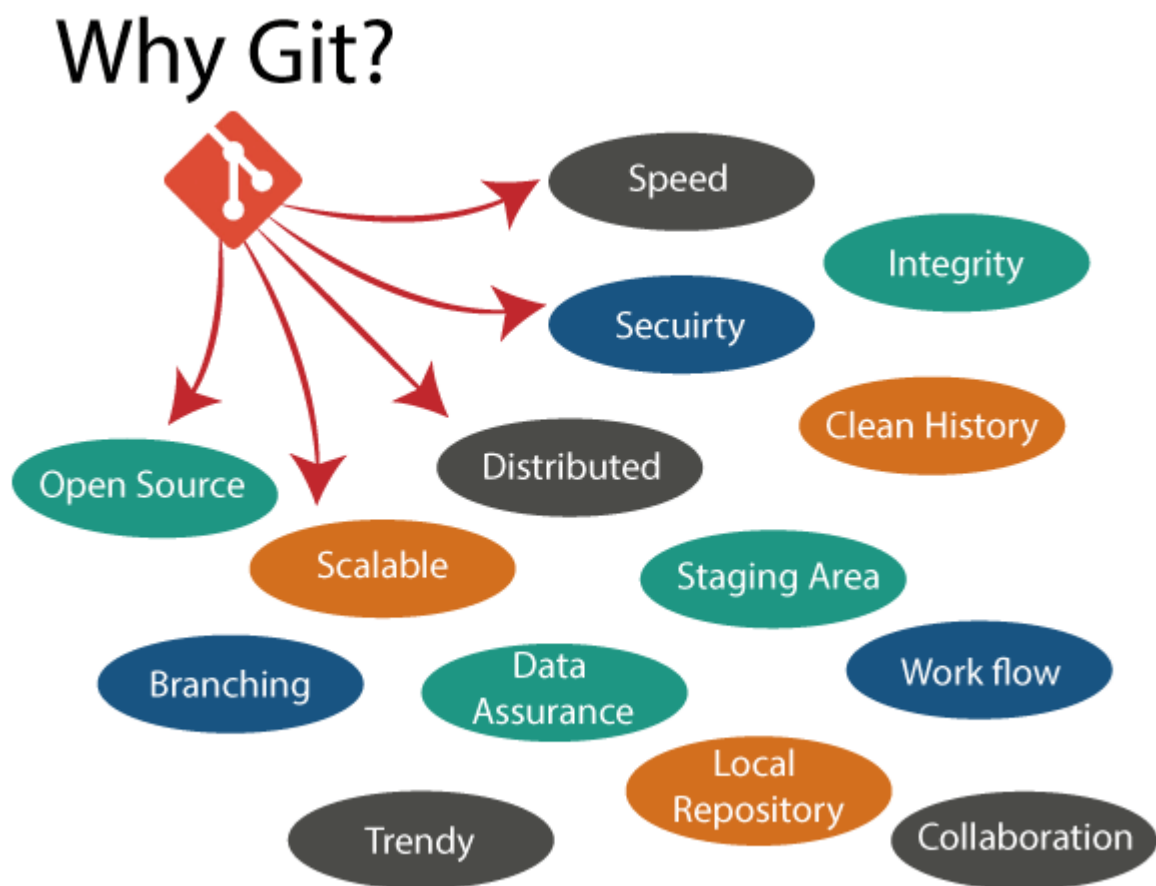 Why Git?
Speed
Integrity
Secuirty
Clean History
Distributed
Open Source
Scalable
Staging Area
Branching
Data
Assurance
Work flow
Local
Repository
Trendy
Collaboration